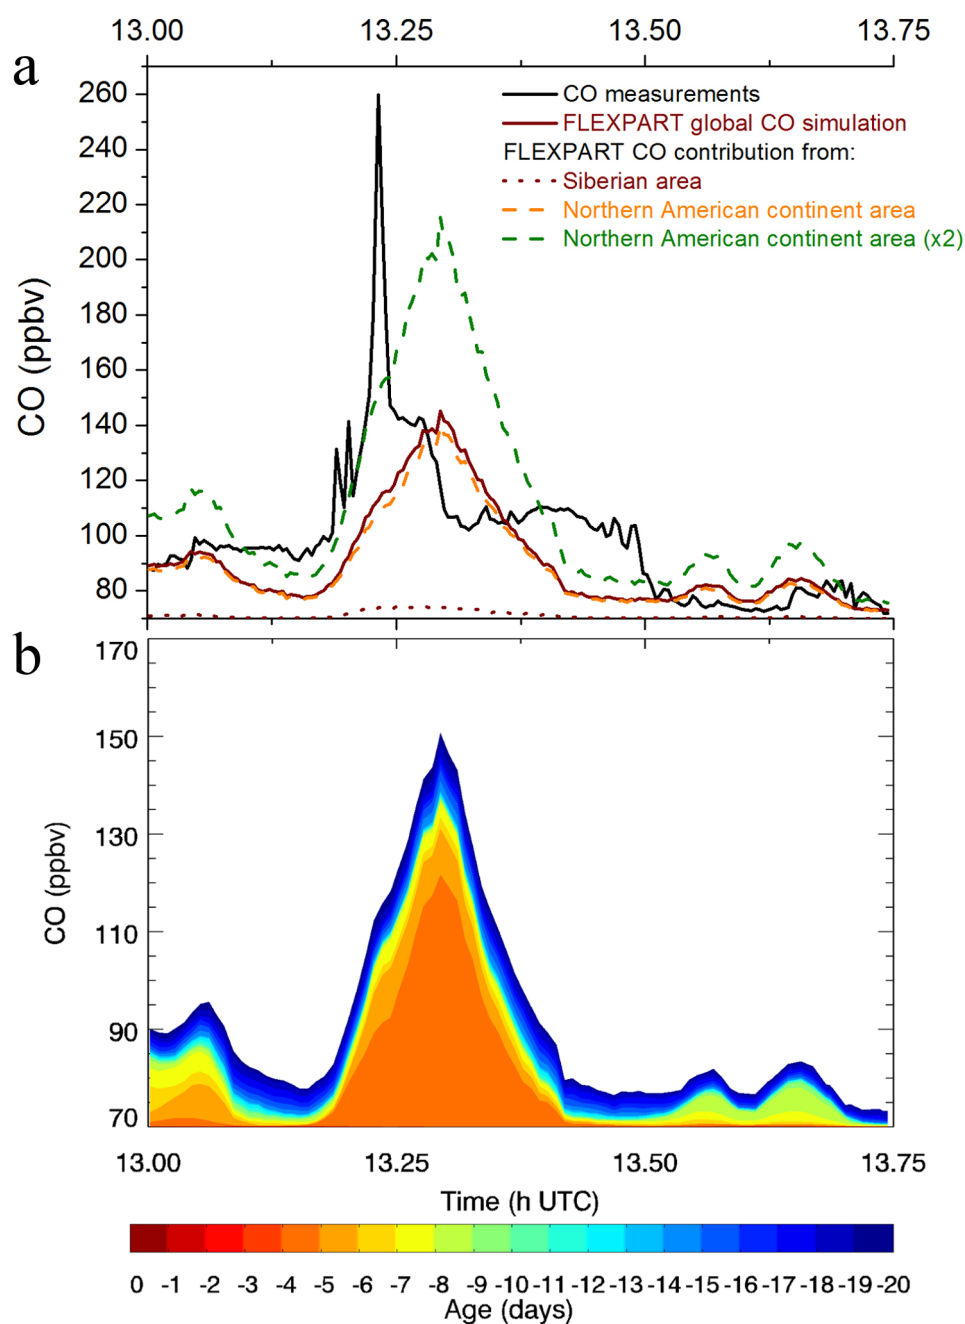 13.00 13.25 13.50 13.75
a
260
240
220
200
180
160
140
120
100
80
CO (ppbv)
CO measurements
FLEXPART global CO simulation
FLEXPART CO contribution from:
Siberian area
Northern American continent area
Northern American continent area (x2)
b
170
150
130
110
90
70
CO (ppbv)
13.00 13.25 13.50 13.75
Time (h UTC)
0 -1 -2 -3 -4 -5 -6 -7 -8 -9 -10 -11 -12 -13 -14 -15 -16 -17 -18 -19 -20
Age (days)